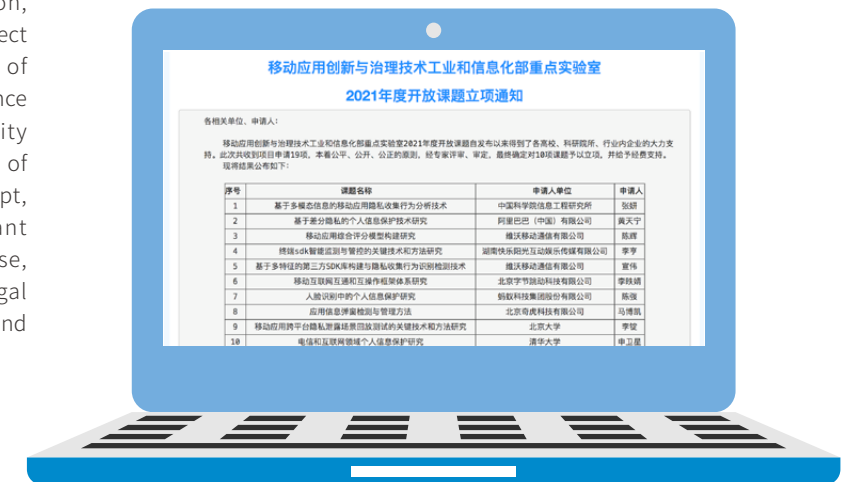 on,
ect
of
nce
ity
of
pt,
ant
se,
gal
nd
移动应用创新与治理技术工业和信息化部重点实验室
2021年度开放课题立项通知
各相关单位、申请人：
移动应用创新与治理技术工业和信息化部重点实验室2021年度开放课题自发布以来得到了各高校、科研院所、行业内企业的大力支
持。此次共收到项目申请19项，本着公平、公开、公正的原则，经专家评审、审定，最终确定对10项课题予以立项，并给予经费支持。
现将结果公布如下：
序号 课题名称 申请人单位 申请人
1 基于多模态信息的移动应用隐私收集行为分析技术 中国科学院信息工程研究所 张妍
2 基于差分隐私的个人信息保护技术研究 阿里巴巴（中国）有限公司 黄天宁
3 移动应用综合评分模型构建研究 维沃移动通信有限公司 陈辉
4 终端sdk智能监测与管控的关键技术和方法研究 湖南快乐阳光互动娱乐传媒有限公司 李亨
5 基于多特征的第三方SDK库构建与隐私收集行为识别检测技术 维沃移动通信有限公司 宣伟
6 移动互联网互通和互操作框架体系研究 北京字节跳动科技有限公司 李轶靖
7 人脸识别中的个人信息保护研究 蚂蚁科技集团股份有限公司 陈强
8 应用信息弹窗检测与管理方法 北京奇虎科技有限公司 马博凯
9 移动应用跨平台隐私泄露场景回放测试的关键技术和方法研究 北京大学 李锭
10 电信和互联网领域个人信息保护研究 清华大学 申卫星